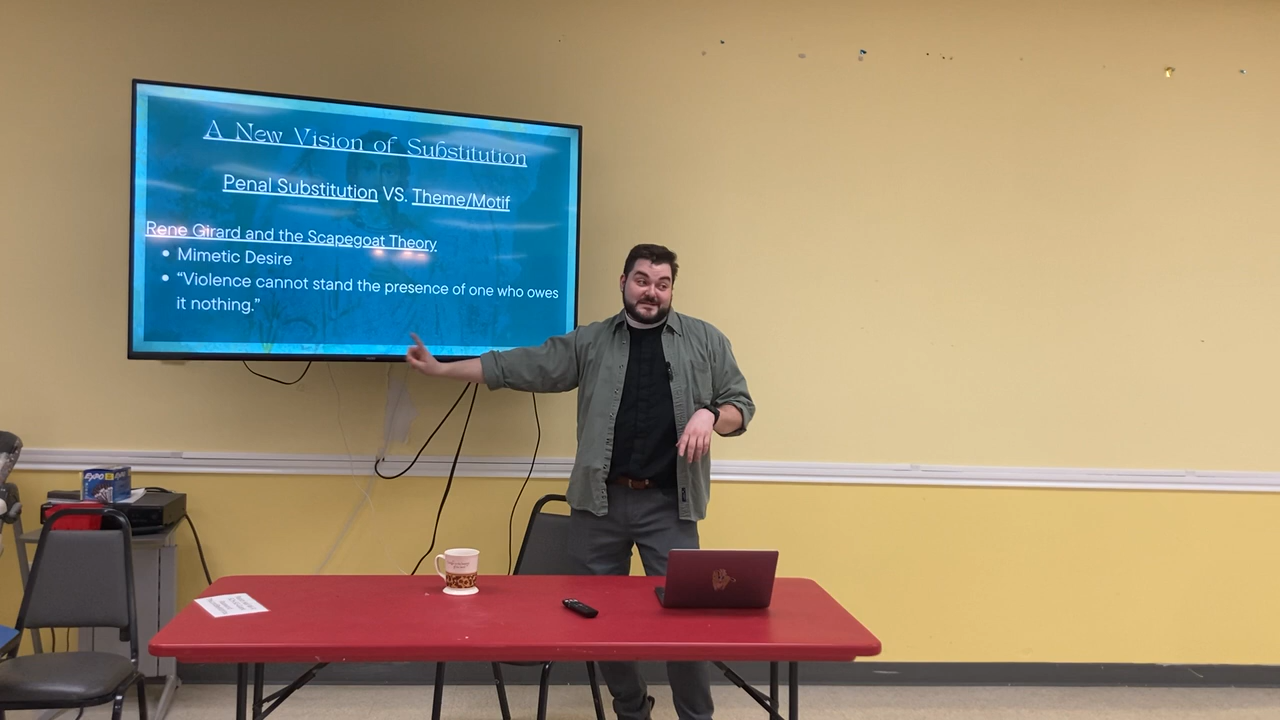 A New Vision of Substitution
Penal Substitution VS. Theme/Motif
Rene Girard and the Scapegoat Theory
• Mimetic Desire
• “Violence cannot stand the presence of one who owes
it nothing.”
EXPO